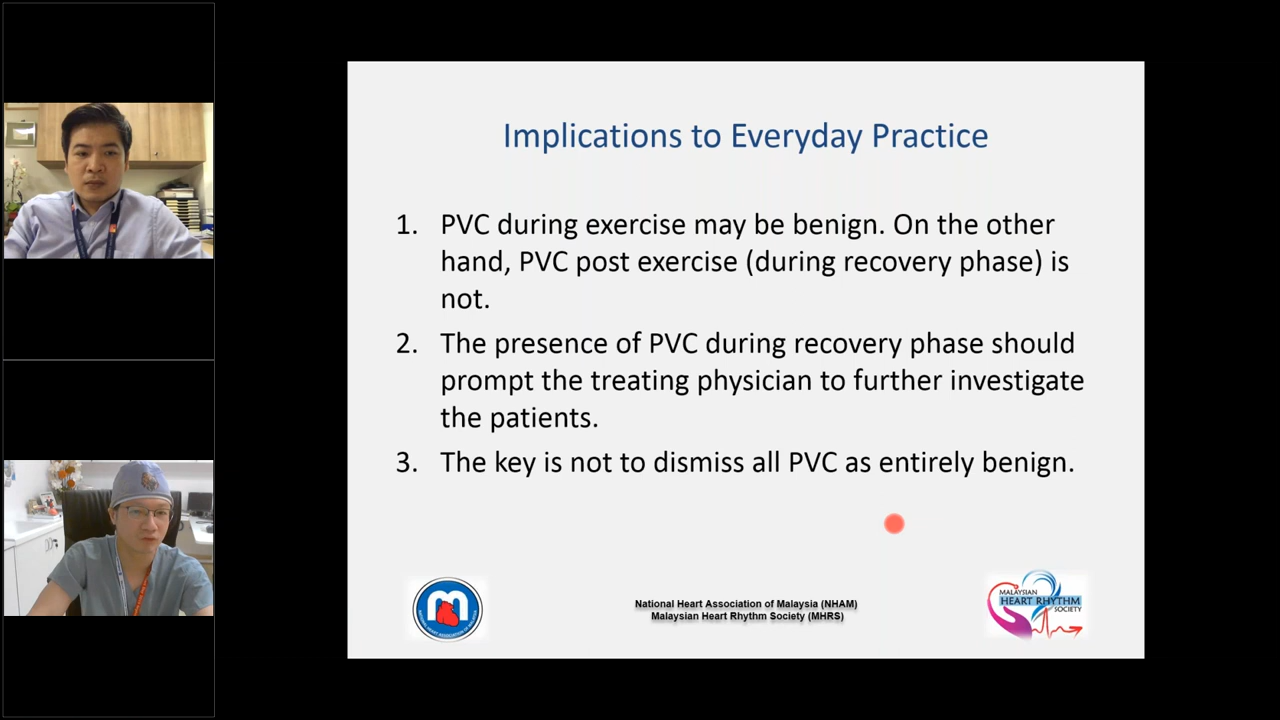 Implications to Everyday Practice
1. PVC during exercise may be benign. On the other
hand, PVC post exercise (during recovery phase) is
not.
2. The presence of PVC during recovery phase should
prompt the treating physician to further investigate
the patients.
3. The key is not to dismiss all PVC as entirely benign.
National Heart Association of Malaysia (NHAM)
Malaysian Heart Rhythm Society (MHRS)
MALAYSIAN
HEART RHYTHM
SOCIETY